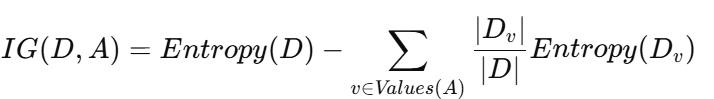 IG(D, A) = Entropy(D) − ∑_{v∈Values(A)} |D_v| / |D| Entropy(D_v)